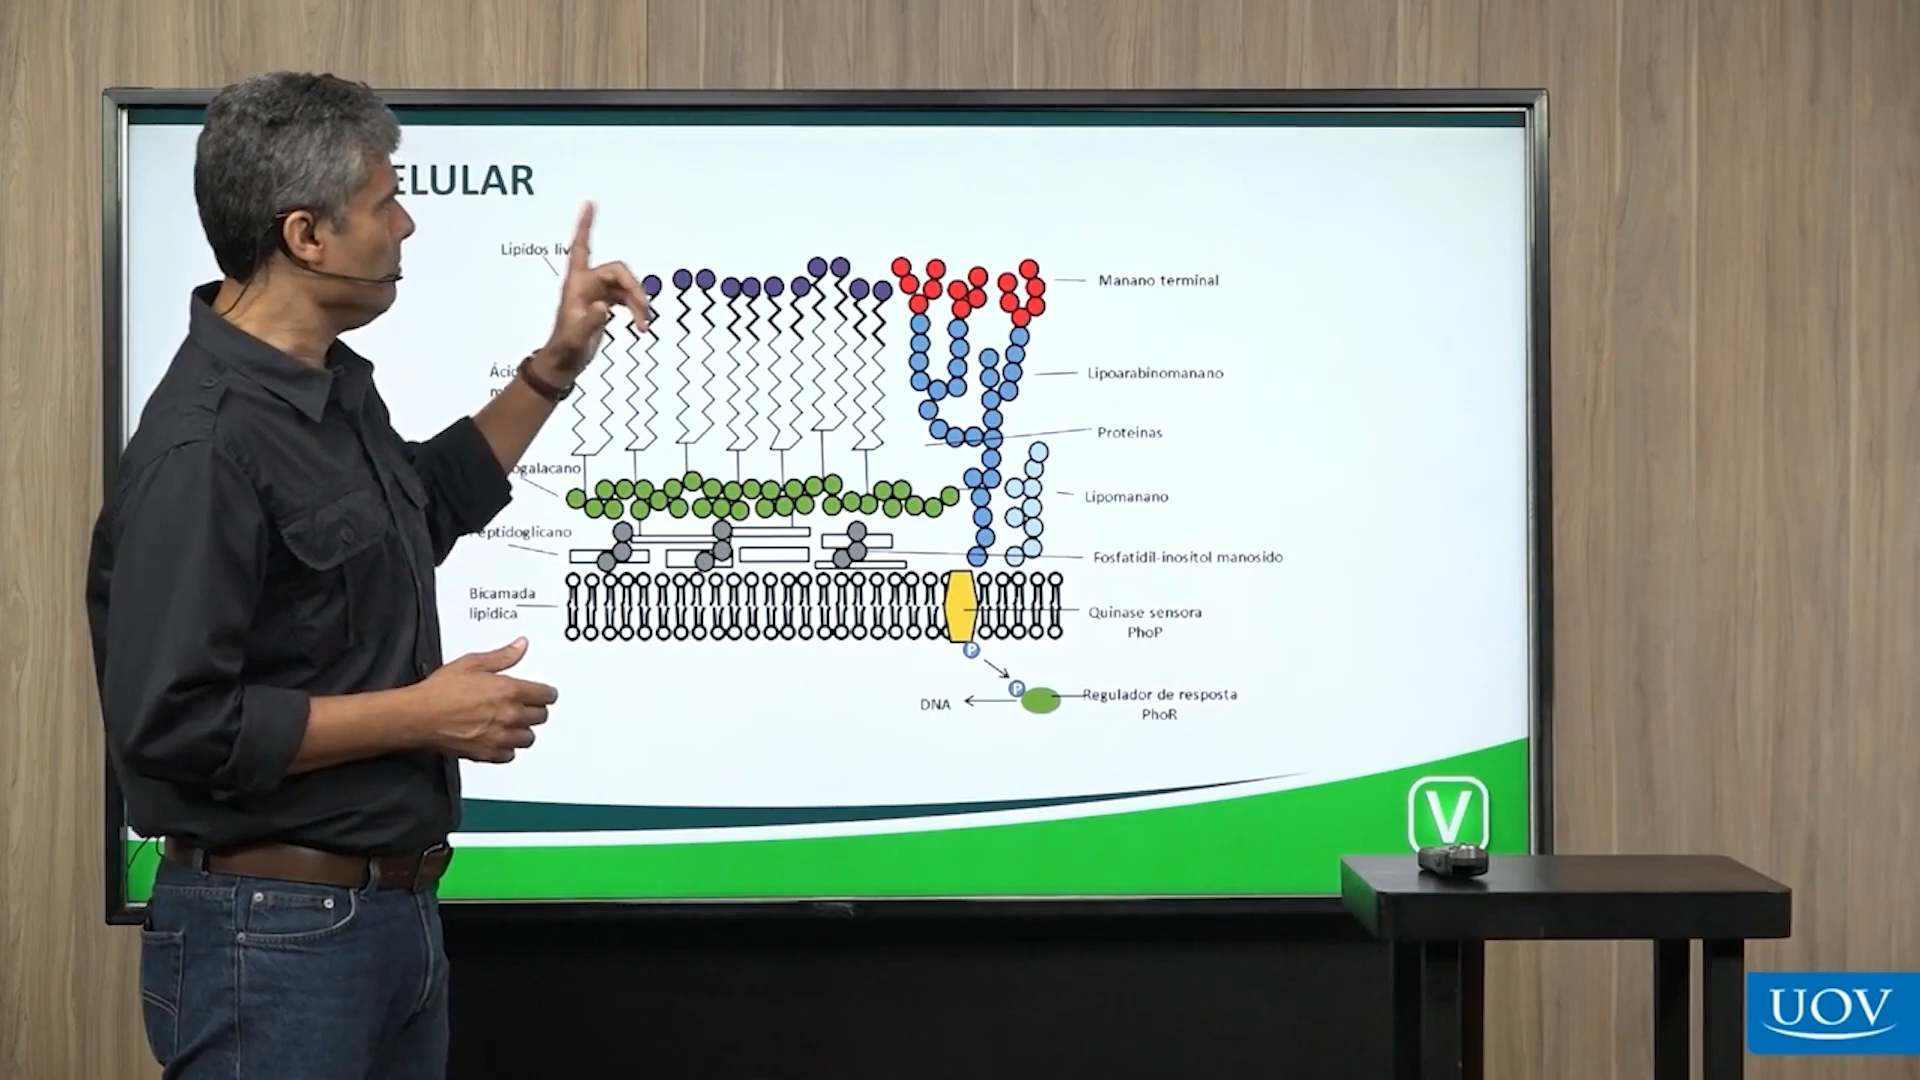 ELULAR
Lipidos liv
Manano terminal
Ácid
Lipoarabinomanano
Proteinas
ogalacano
Lipomanano
eptidoglicano
Fosfatidil-inositol manosido
Bicamada
lipidica
Quinase sensora
PhoP
P
P
Regulador de resposta
PhoR
DNA
V
UOV